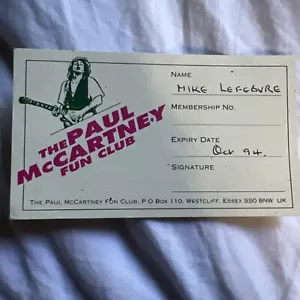 THE PAUL
McCARTNEY
FUN CLUB
NAME
MIKE LEFEBVRE
MEMBERSHIP NO.
EXPIRY DATE
Oct 94.
SIGNATURE
THE PAUL MCCARTNEY FUN CLUB, P O BOX 110, WESTCLIFF, ESSEX SS0 8NW UK